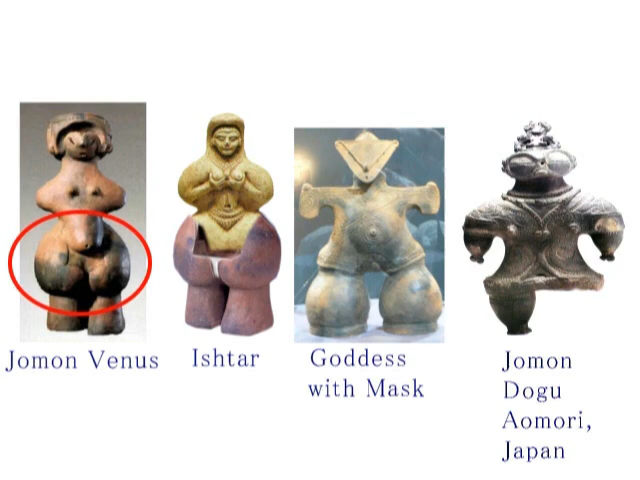 Jomon Venus
Ishtar
Goddess
with Mask
Jomon
Dogu
Aomori,
Japan